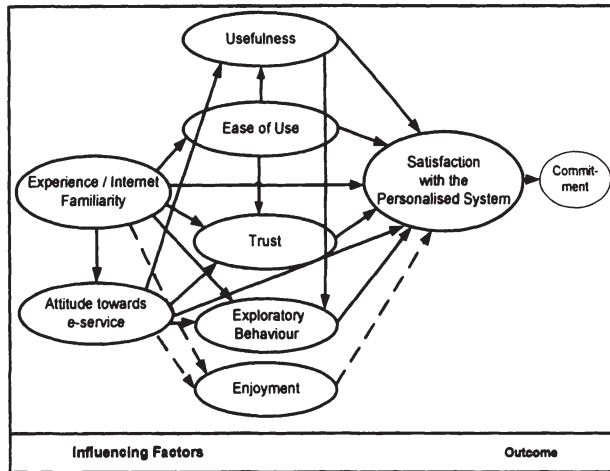 Usefulness
Ease of Use
Experience / Internet
Familiarity
Satisfaction
with the
Personalised System
Commit-
ment
Trust
Attitude towards
e-service
Exploratory
Behaviour
Enjoyment
Influencing Factors
Outcome